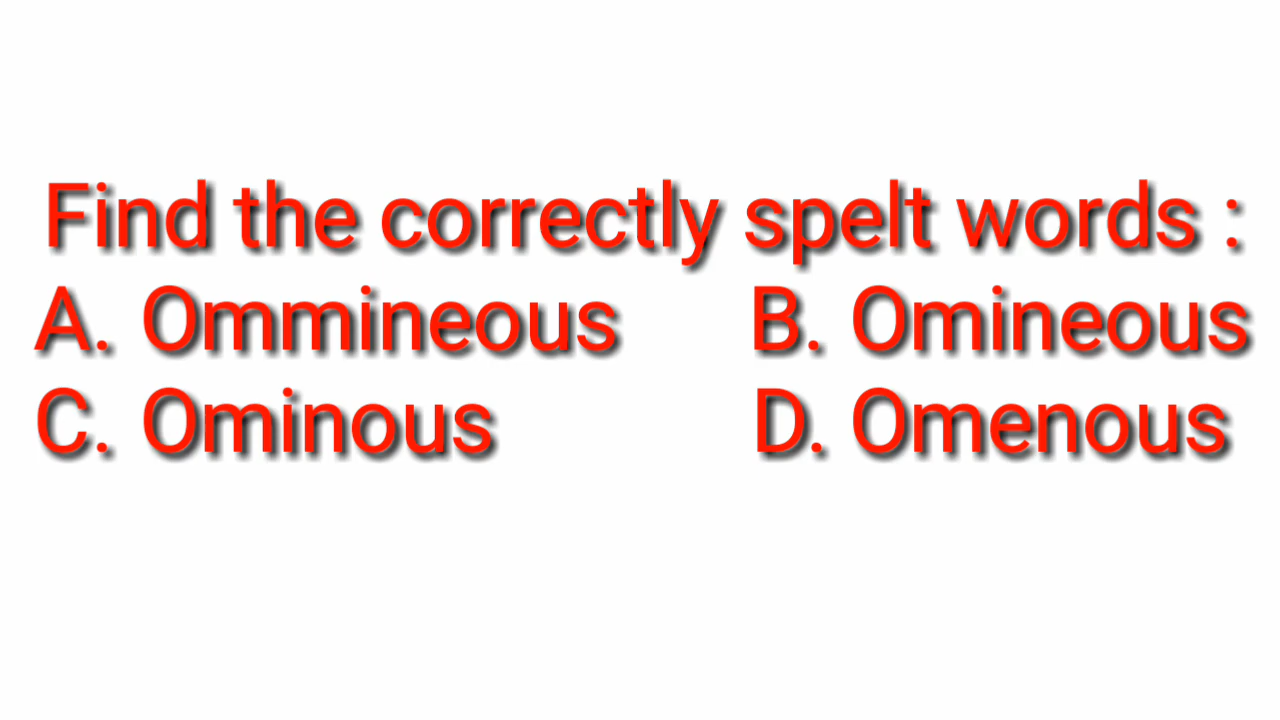 Find the correctly spelt words :
A. Ommineous B. Omineous
C. Ominous D. Omenous